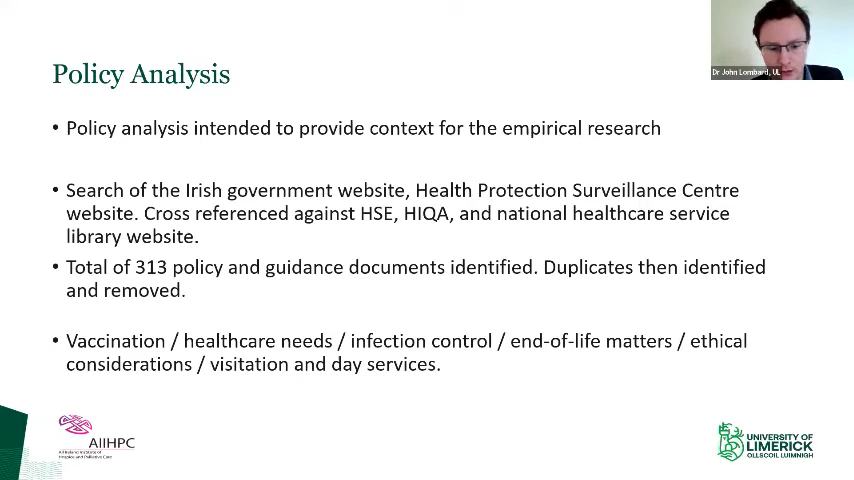 Dr John Lombard, UL
Policy Analysis
• Policy analysis intended to provide context for the empirical research
• Search of the Irish government website, Health Protection Surveillance Centre
website. Cross referenced against HSE, HIQA, and national healthcare service
library website.
• Total of 313 policy and guidance documents identified. Duplicates then identified
and removed.
• Vaccination / healthcare needs / infection control / end-of-life matters / ethical
considerations / visitation and day services.
AIIHPC
All Ireland Institute of
Hospice and Palliative Care
UNIVERSITY OF
LIMERICK
OLLSCOIL LUIMNIGH